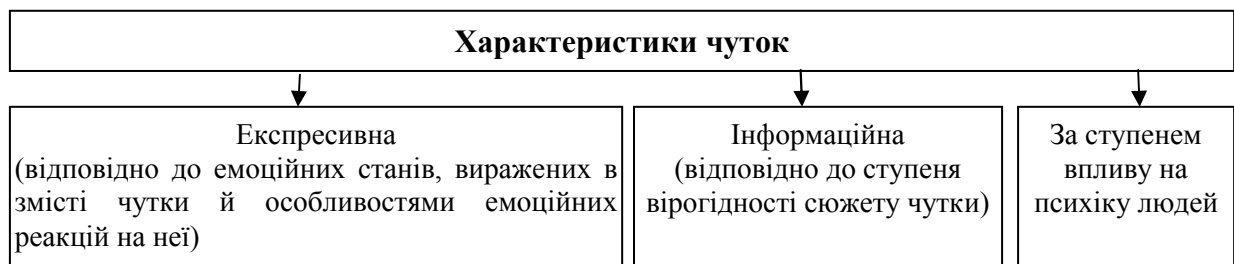 Характеристики чуток
Експресивна
(відповідно до емоційних станів, виражених в
змісті чутки й особливостями емоційних
реакцій на неї)
Інформаційна
(відповідно до ступеня
вірогідності сюжету чутки)
За ступенем
впливу на
психіку людей